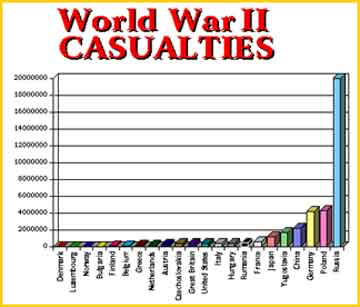 World War II
CASUALTIES
20000000
18000000
16000000
14000000
12000000
10000000
8000000
6000000
4000000
2000000
0
Denmark
Luxembourg
Norway
Bulgaria
Finland
Belgium
Greece
Netherlands
Austria
Czechoslovakia
Great Britain
United States
Italy
Hungary
Rumania
France
Japan
Yugoslavia
China
Germany
Poland
Russia